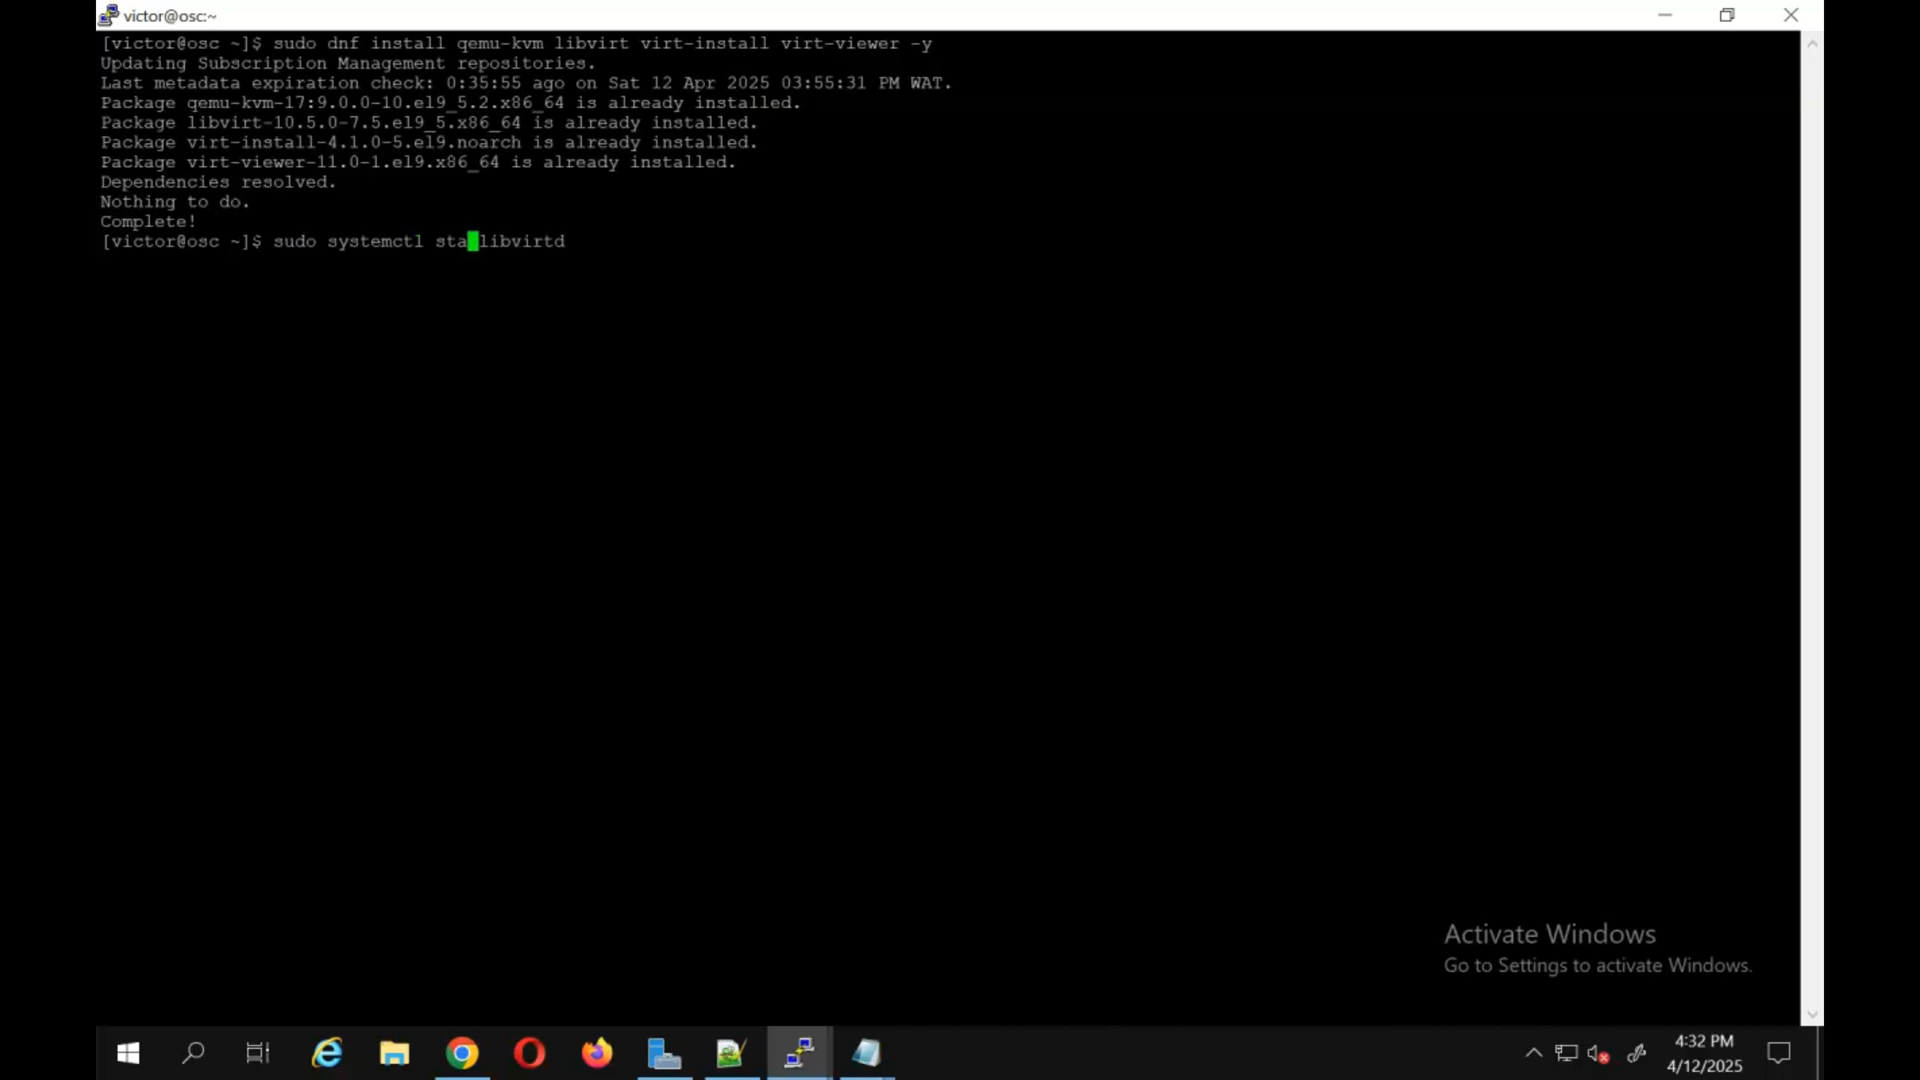 victor@osc:~
[victor@osc ~]$ sudo dnf install qemu-kvm libvirt virt-install virt-viewer -y
Updating Subscription Management repositories.
Last metadata expiration check: 0:35:55 ago on Sat 12 Apr 2025 03:55:31 PM WAT.
Package qemu-kvm-17:9.0.0-10.el9_5.2.x86_64 is already installed.
Package libvirt-10.5.0-7.5.el9_5.x86_64 is already installed.
Package virt-install-4.1.0-5.el9.noarch is already installed.
Package virt-viewer-11.0-1.el9.x86_64 is already installed.
Dependencies resolved.
Nothing to do.
Complete!
[victor@osc ~]$ sudo systemctl sta libvirtd
Activate Windows
Go to Settings to activate Windows.
4:32 PM
4/12/2025